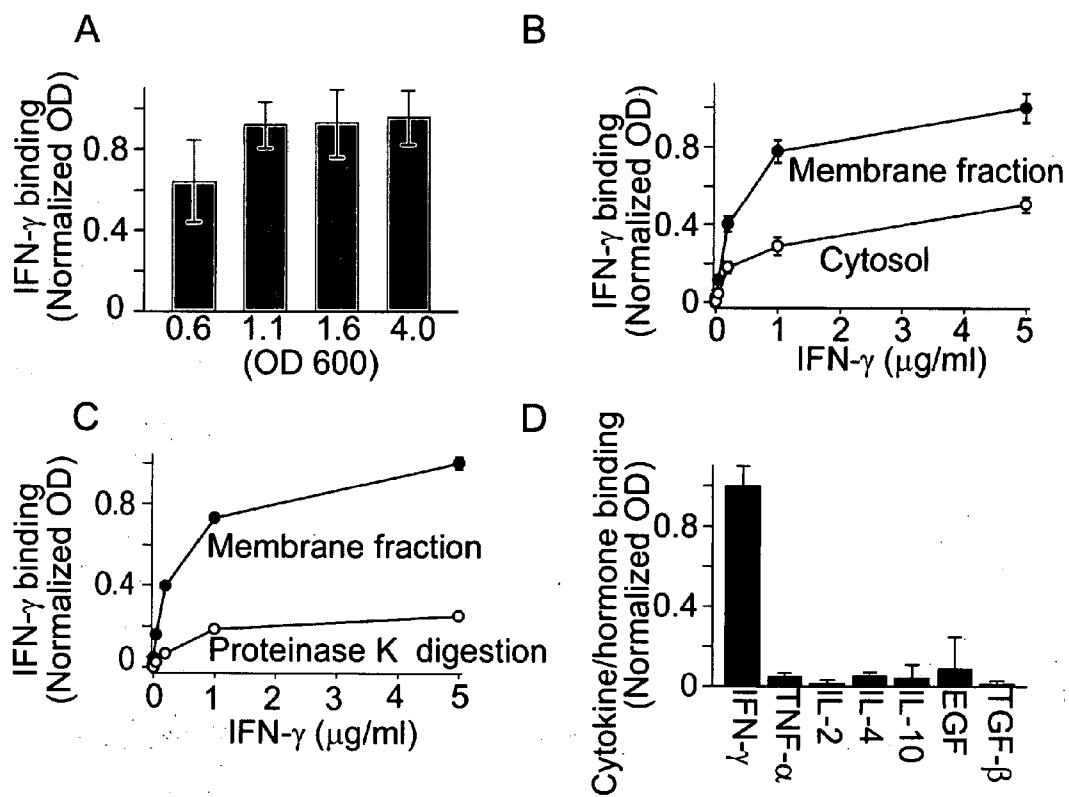 A
IFN-γ binding
(Normalized OD)
0.8
0.4
0
0.6 1.1 1.6 4.0
(OD 600)
B
IFN-γ binding
(Normalized OD)
0.8
0.4
0
Membrane fraction
Cytosol
0 1 2 3 4 5
IFN-γ (μg/ml)
C
IFN-γ binding
(Normalized OD)
0.8
0.4
0
Membrane fraction
Proteinase K digestion
0 1 2 3 4 5
IFN-γ (μg/ml)
D
Cytokine/hormone binding
(Normalized OD)
0.8
0.4
0
IFN-γ
TNF-α
IL-2
IL-4
IL-10
EGF
TGF-β